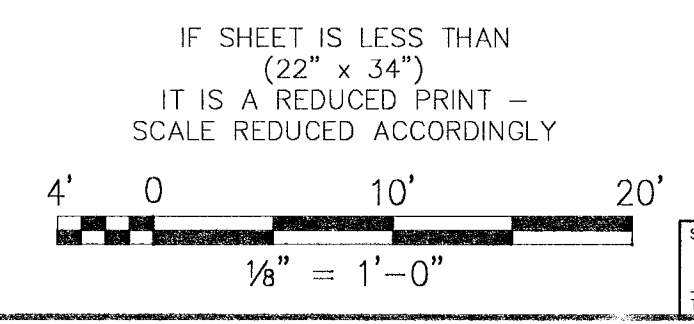 IF SHEET IS LESS THAN
(22" x 34")
IT IS A REDUCED PRINT –
SCALE REDUCED ACCORDINGLY
4' 0 10' 20'
⅛" = 1'-0"